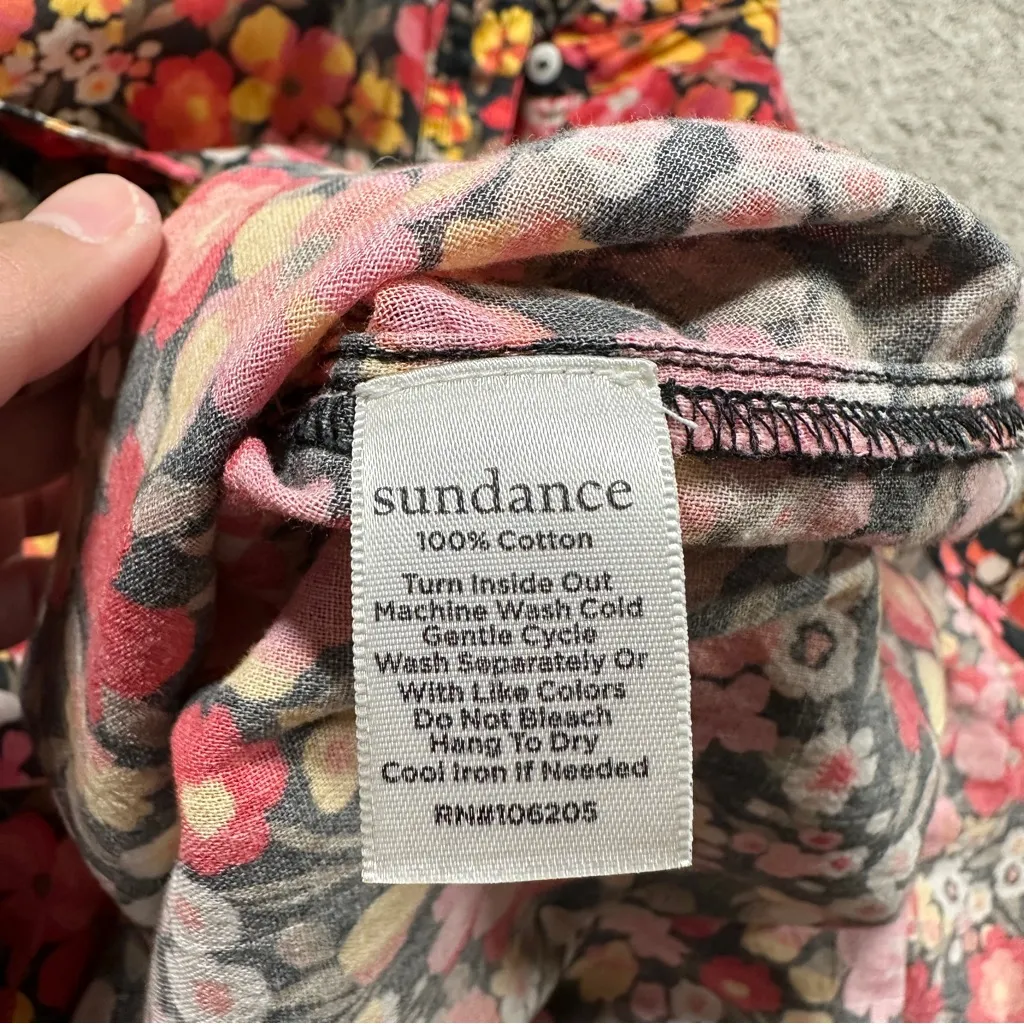 sundance
100% Cotton
Turn Inside Out
Machine Wash Cold
Gentle Cycle
Wash Separately Or
With Like Colors
Do Not Bleach
Hang To Dry
Cool Iron If Needed
RN#106205